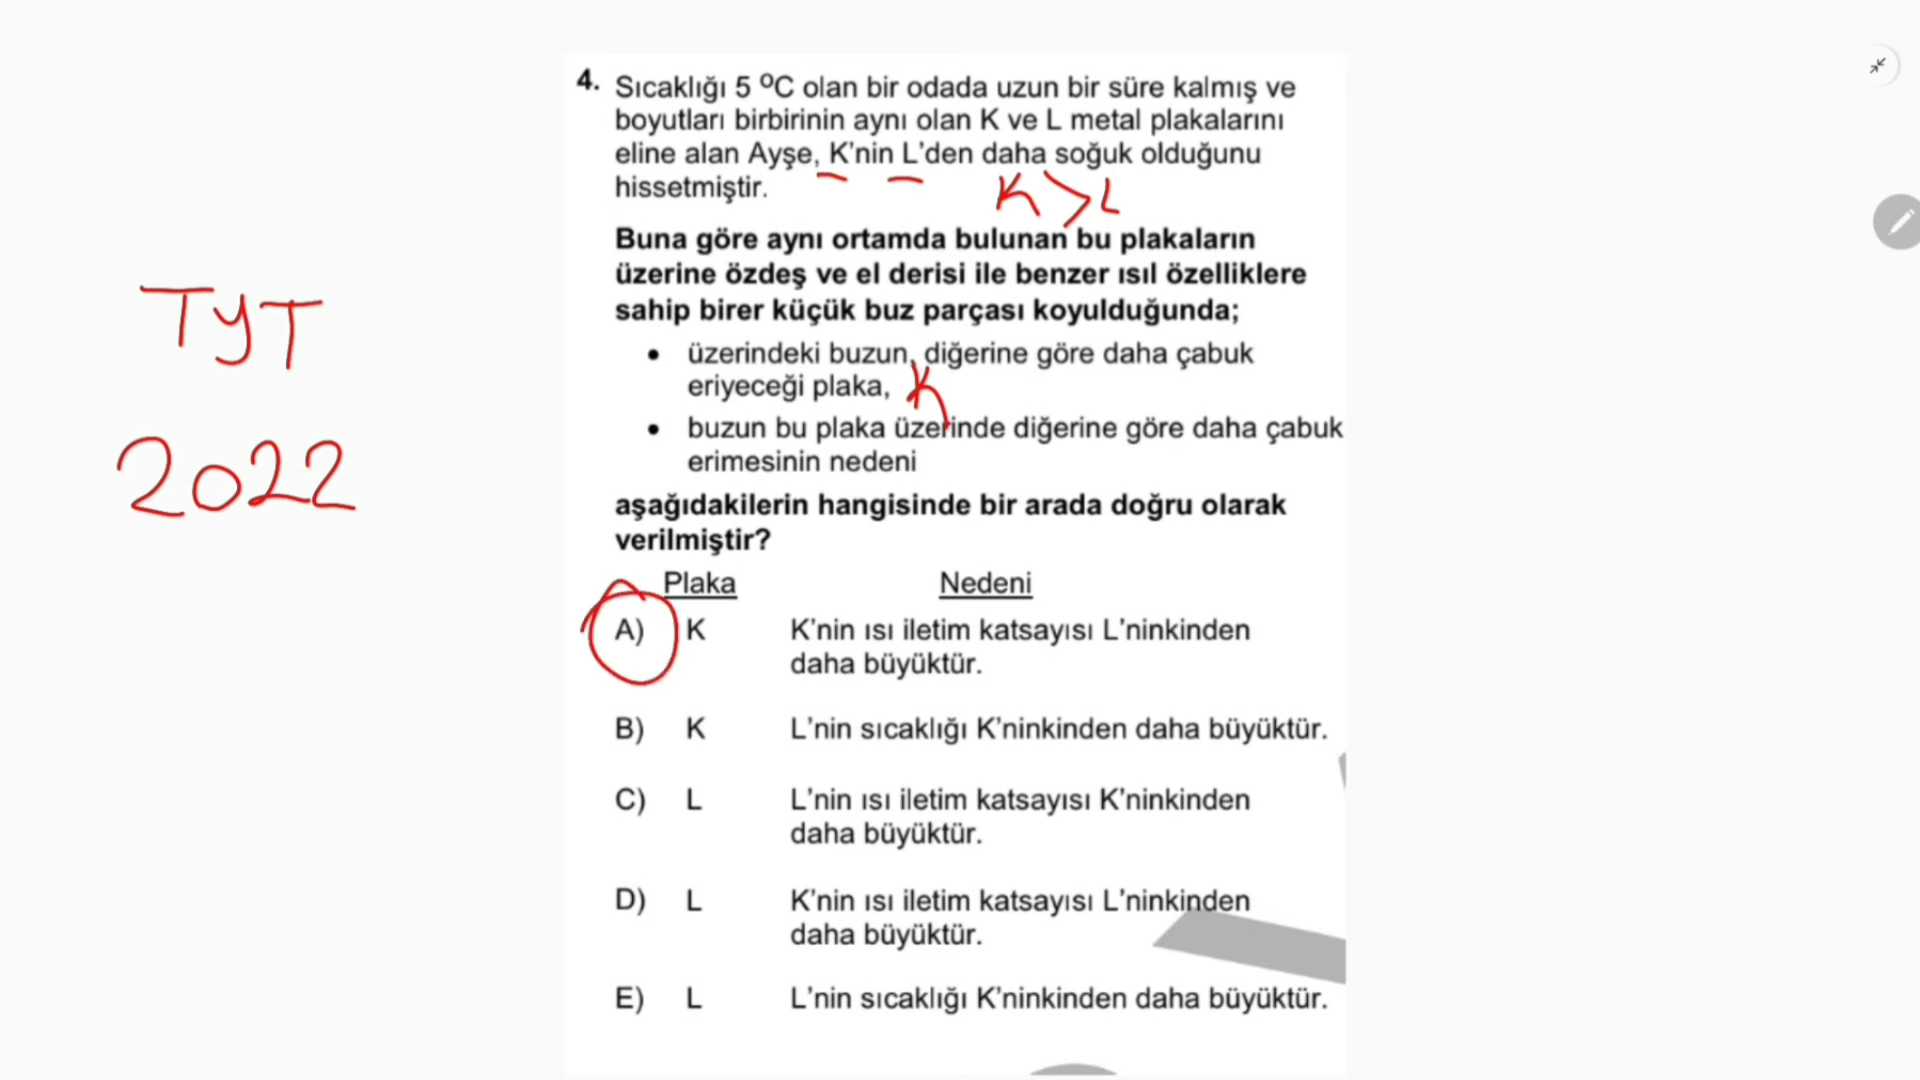 TYT
2022
4. Sıcaklığı 5 ºC olan bir odada uzun bir süre kalmış ve
boyutları birbirinin aynı olan K ve L metal plakalarını
eline alan Ayşe, K'nin L'den daha soğuk olduğunu
hissetmiştir.
K > L
Buna göre aynı ortamda bulunan bu plakaların
üzerine özdeş ve el derisi ile benzer ısıl özelliklere
sahip birer küçük buz parçası koyulduğunda;
• üzerindeki buzun, diğerine göre daha çabuk
eriyeceği plaka, K
• buzun bu plaka üzerinde diğerine göre daha çabuk
erimesinin nedeni
aşağıdakilerin hangisinde bir arada doğru olarak
verilmiştir?
Plaka Nedeni
A) K K'nin ısı iletim katsayısı L'ninkinden
daha büyüktür.
B) K L'nin sıcaklığı K'ninkinden daha büyüktür.
C) L L'nin ısı iletim katsayısı K'ninkinden
daha büyüktür.
D) L K'nin ısı iletim katsayısı L'ninkinden
daha büyüktür.
E) L L'nin sıcaklığı K'ninkinden daha büyüktür.